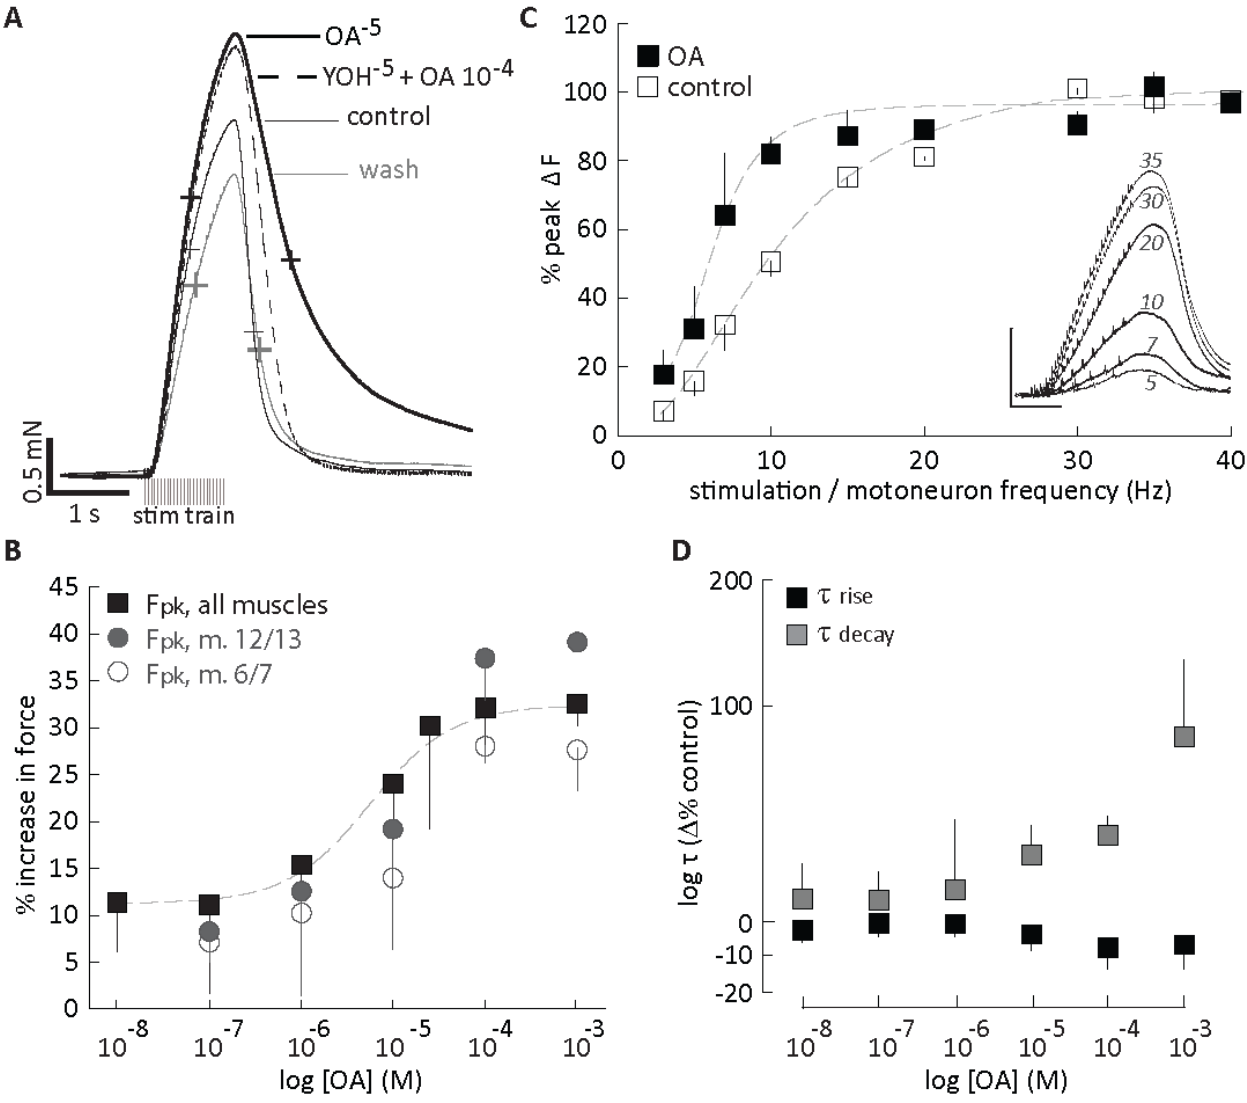 A
OA-5
YOH-5 + OA 10-4
control
wash
0.5 mN
1 s
stim train
C
OA
control
120
100
80
60
40
20
0
% peak ΔF
0 10 20 30 40
stimulation / motoneuron frequency (Hz)
35
30
20
10
7
5
B
Fpk, all muscles
Fpk, m. 12/13
Fpk, m. 6/7
45
40
35
30
25
20
15
10
5
0
% increase in force
10-8 10-7 10-6 10-5 10-4 10-3
log [OA] (M)
D
τ rise
τ decay
200
100
0
-10
-20
log τ (Δ% control)
10-8 10-7 10-6 10-5 10-4 10-3
log [OA] (M)